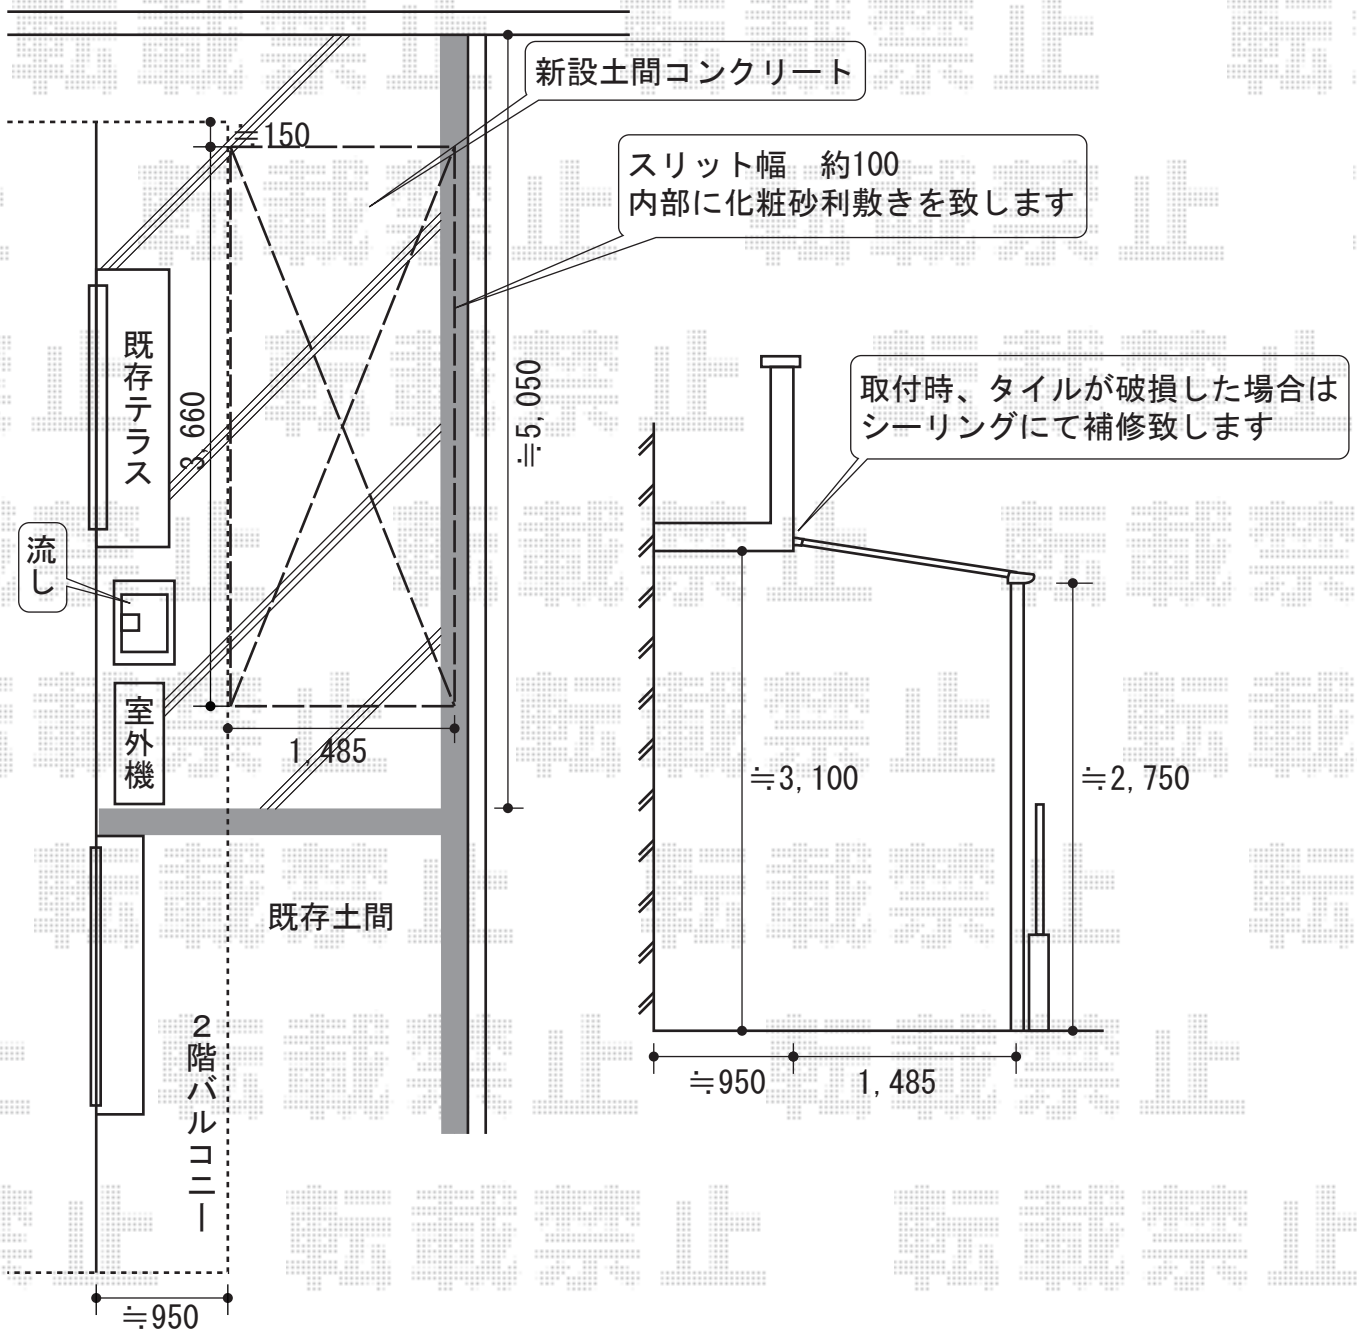 新設土間コンクリート
≒150
スリット幅　約100
内部に化粧砂利敷きを致します
既存テラス
3,660
≒5,050
取付時、タイルが破損した場合は
シーリングにて補修致します
流し
室外機
1,485
≒3,100
≒2,750
既存土間
2階バルコニー
≒950
1,485
≒950
転載禁止